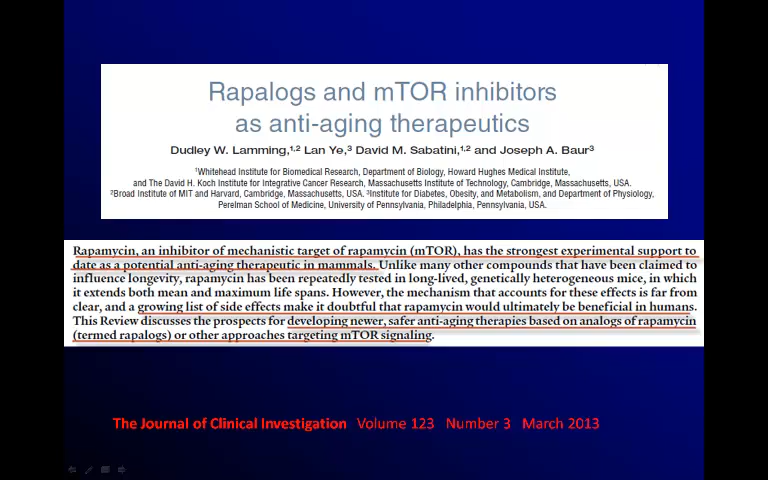 Rapalogs and mTOR inhibitors
as anti-aging therapeutics
Dudley W. Lamming,1,2 Lan Ye,3 David M. Sabatini,1,2 and Joseph A. Baur3
1Whitehead Institute for Biomedical Research, Department of Biology, Howard Hughes Medical Institute,
and The David H. Koch Institute for Integrative Cancer Research, Massachusetts Institute of Technology, Cambridge, Massachusetts, USA.
2Broad Institute of MIT and Harvard, Cambridge, Massachusetts, USA. 3Institute for Diabetes, Obesity, and Metabolism, and Department of Physiology,
Perelman School of Medicine, University of Pennsylvania, Philadelphia, Pennsylvania, USA.
Rapamycin, an inhibitor of mechanistic target of rapamycin (mTOR), has the strongest experimental support to
date as a potential anti-aging therapeutic in mammals. Unlike many other compounds that have been claimed to
influence longevity, rapamycin has been repeatedly tested in long-lived, genetically heterogeneous mice, in which
it extends both mean and maximum life spans. However, the mechanism that accounts for these effects is far from
clear, and a growing list of side effects make it doubtful that rapamycin would ultimately be beneficial in humans.
This Review discusses the prospects for developing newer, safer anti-aging therapies based on analogs of rapamycin
(termed rapalogs) or other approaches targeting mTOR signaling.
The Journal of Clinical Investigation Volume 123 Number 3 March 2013